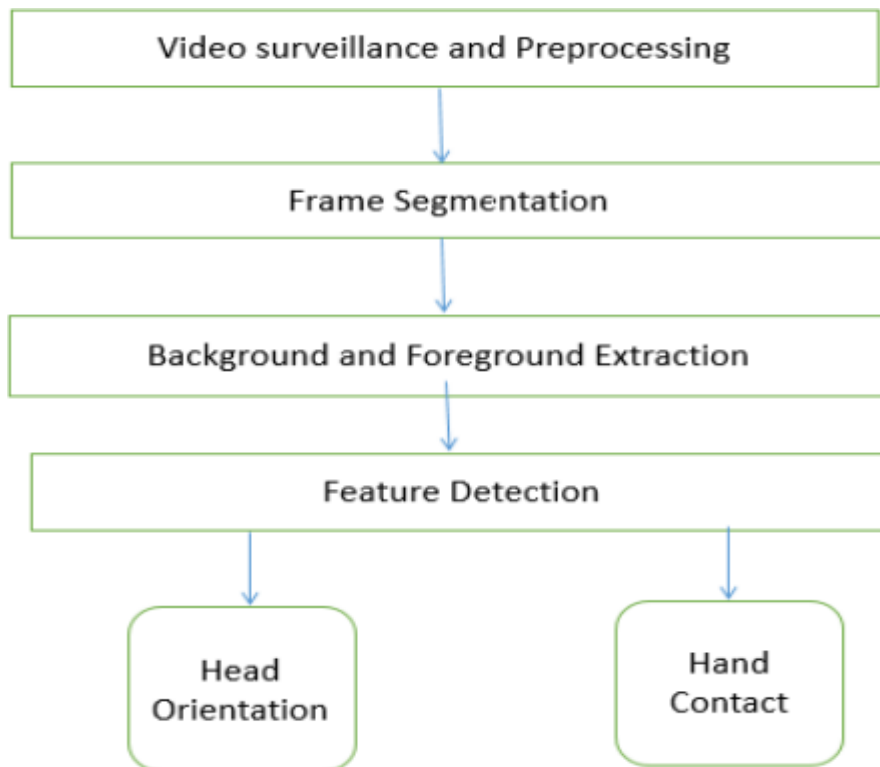 Video surveillance and Preprocessing
Frame Segmentation
Background and Foreground Extraction
Feature Detection
Head
Orientation
Hand
Contact